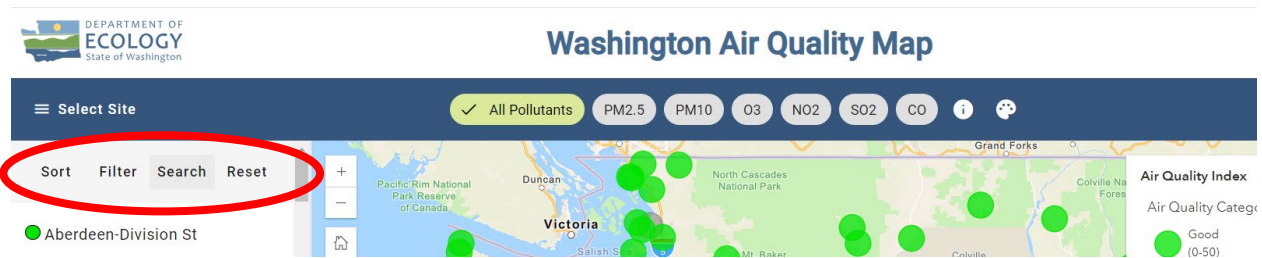 DEPARTMENT OF
ECOLOGY
State of Washington
Washington Air Quality Map
Select Site
All Pollutants PM2.5 PM10 O3 NO2 SO2 CO
Sort Filter Search Reset
Aberdeen-Division St
+
−
Pacific Rim National
Park Reserve
of Canada
Duncan
Victoria
Salish
North Cascades
National Park
Mt. Baker
Grand Forks
Colville
Colville Na
Fores
Air Quality Index
Air Quality Catego
Good
(0-50)